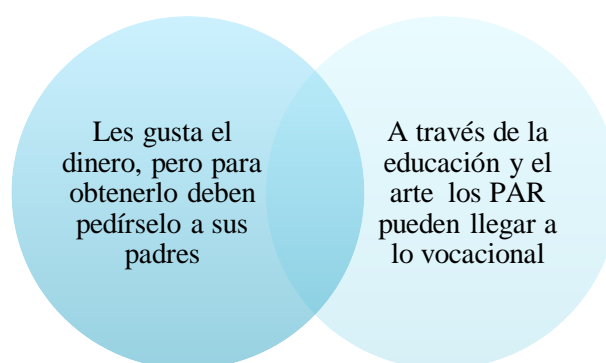 Les gusta el
dinero, pero para
obtenerlo deben
pedírselo a sus
padres
A través de la
educación y el
arte los PAR
pueden llegar a
lo vocacional